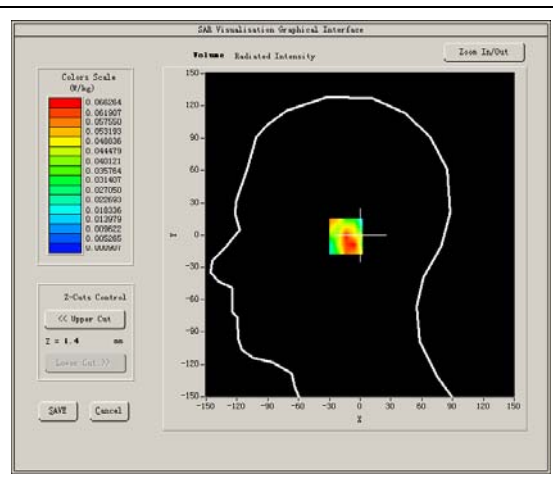 SAR Visualisation Graphical Interface
Volume Radiated Intensity
Zoom In/Out
Colors Scale
(W/kg)
0.066264
0.061907
0.057550
0.053193
0.048836
0.044479
0.040121
0.035764
0.031407
0.027050
0.022693
0.018336
0.013979
0.009622
0.005265
0.000907
150
120
90
60
30
0
-30
-60
-90
-120
-150
Y
-150 -120 -90 -60 -30 0 30 60 90 120 150
X
Z-Cuts Control
<< Upper Cut
Z = 1.4 mm
Lower Cut >>
SAVE Cancel